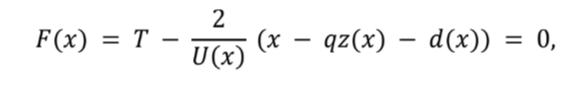 F(x) = T − 2/U(x) (x − qz(x) − d(x)) = 0,